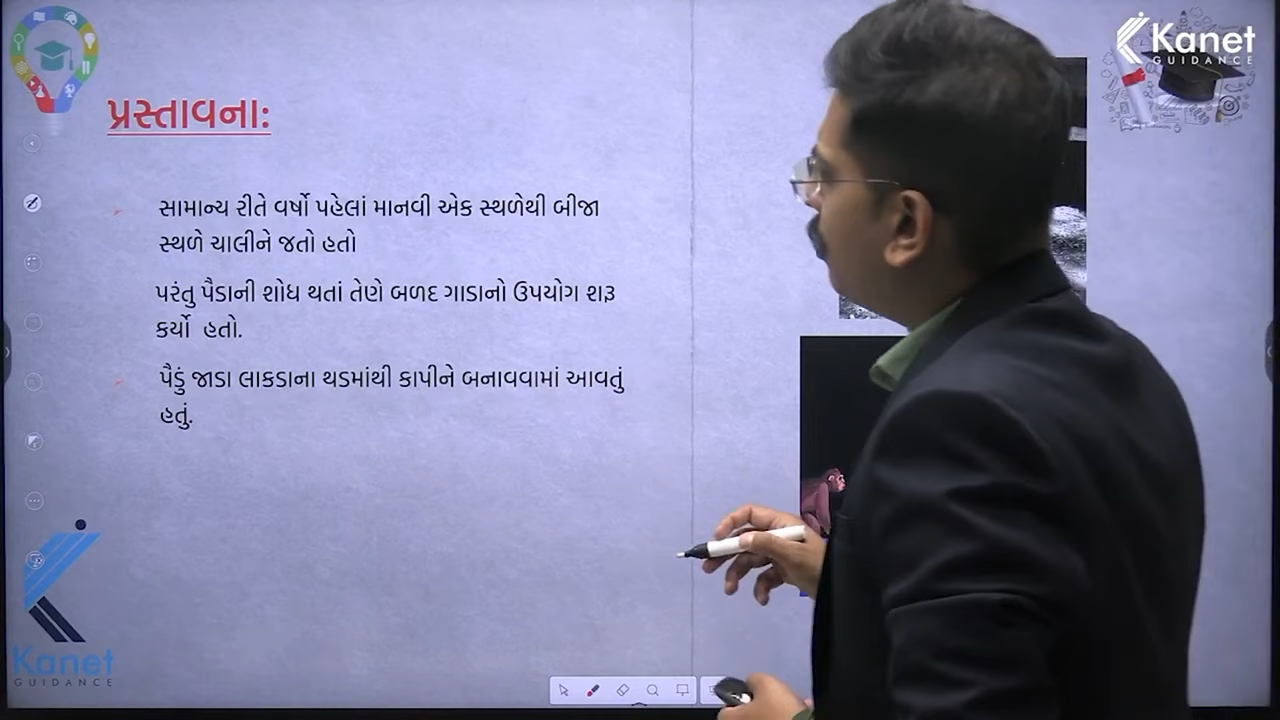 Kanet
GUIDANCE
પ્રસ્તાવના:
સામાન્ય રીતે વર્ષો પહેલાં માનવી એક સ્થળેથી બીજા
સ્થળે ચાલીને જતો હતો
પરંતુ પૈડાની શોધ થતાં તેણે બળદ ગાડાનો ઉપયોગ શરૂ
કર્યો હતો.
પૈડું જાડા લાકડાના થડમાંથી કાપીને બનાવવામાં આવતું
હતું.
Kanet
GUIDANCE